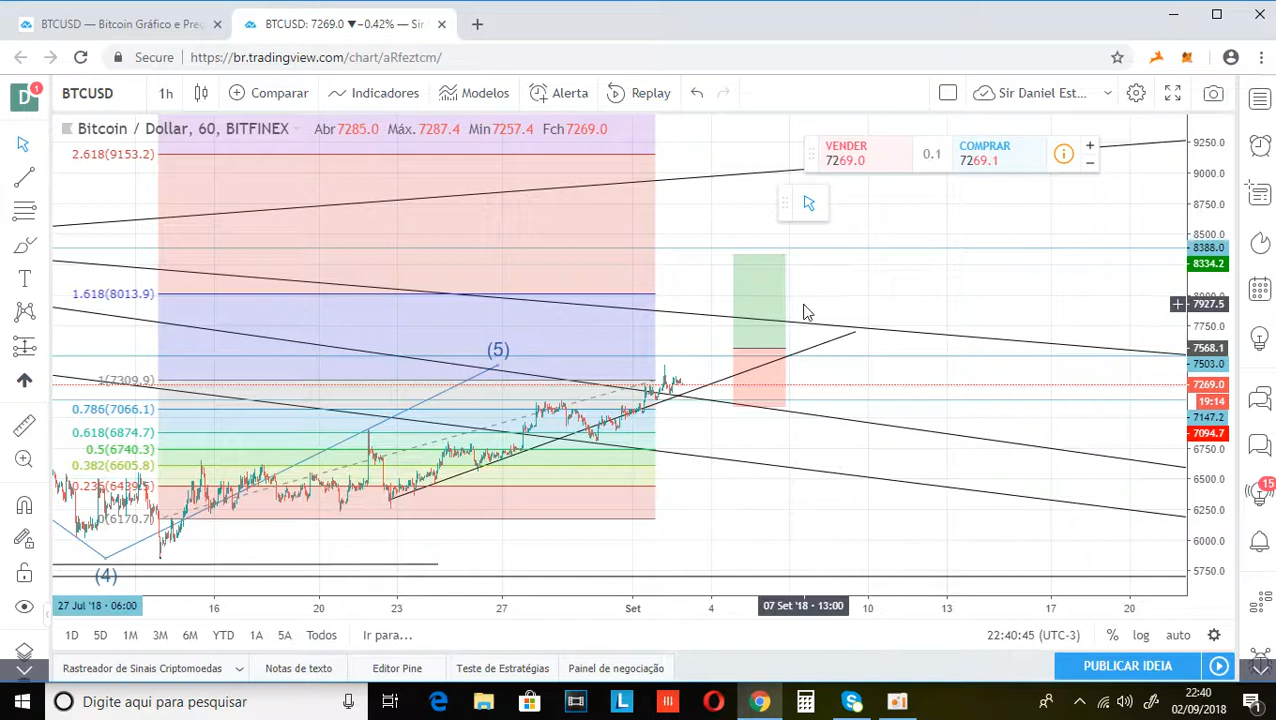 BTCUSD — Bitcoin Gráfico e Pre
BTCUSD: 7269.0 ▼−0.42% — Si
Secure
https://br.tradingview.com/chart/aRfeztcm/
D
1
BTCUSD
1h
Comparar
Indicadores
Modelos
Alerta
Replay
Sir Daniel Est...
Bitcoin / Dollar, 60, BITFINEX
Abr 7285.0 Máx. 7287.4 Mín 7257.4 Fch 7269.0
VENDER
7269.0
0.1
COMPRAR
7269.1
2.618(9153.2)
1.618(8013.9)
1(7309.9)
0.786(7066.1)
0.618(6874.7)
0.5(6740.3)
0.382(6605.8)
0(6170.7)
(5)
(4)
9250.0
9000.0
8750.0
8500.0
8388.0
8334.2
7927.5
7750.0
7568.1
7503.0
7269.0
19:14
7147.2
7094.7
6750.0
6500.0
6250.0
6000.0
5750.0
15
27 Jul '18 • 06:00
16
20
23
27
Set
4
07 Set '18 • 13:00
10
13
17
20
1D 5D 1M 3M 6M YTD 1A 5A Todos
Ir para...
22:40:45 (UTC-3)
% log auto
Rastreador de Sinais Criptomoedas
Notas de texto
Editor Pine
Teste de Estratégias
Painel de negociação
PUBLICAR IDEIA
Digite aqui para pesquisar
22:40
02/09/2018
1